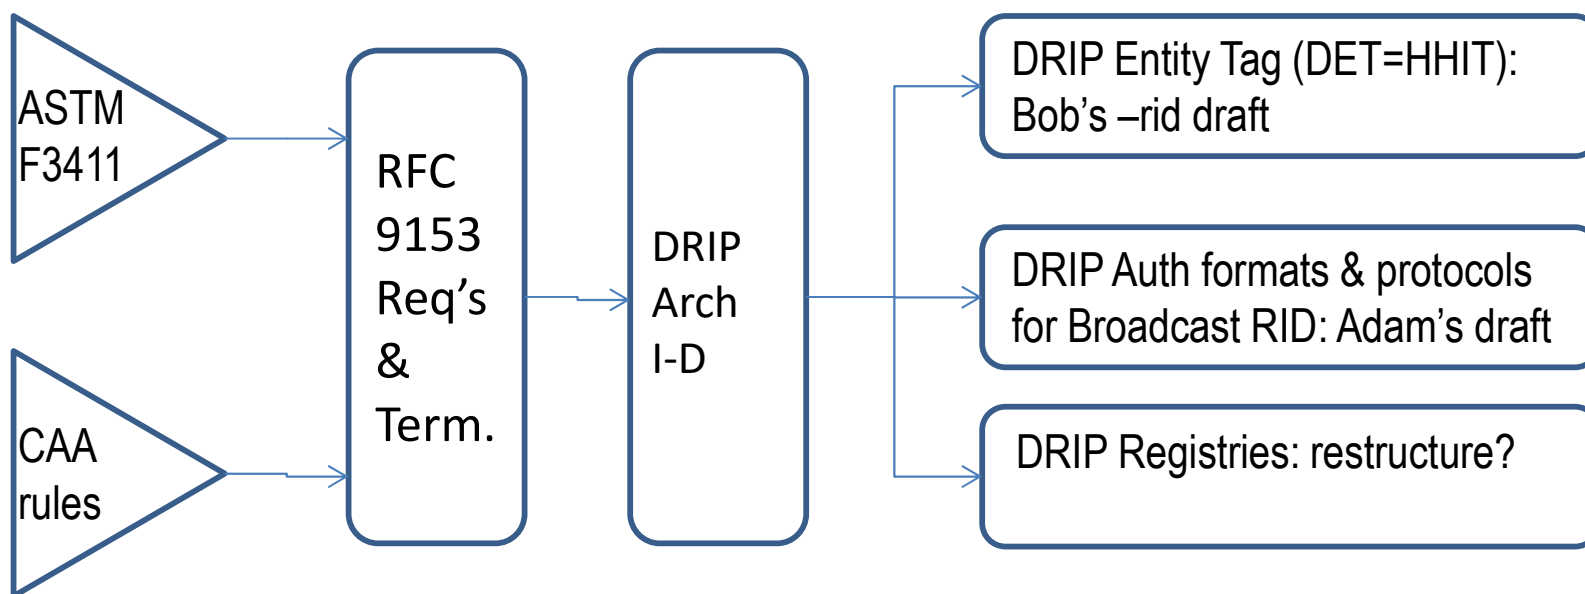 ASTM
F3411
CAA
rules
RFC
9153
Req’s
&
Term.
DRIP
Arch
I-D
DRIP Entity Tag (DET=HHIT):
Bob’s –rid draft
DRIP Auth formats & protocols
for Broadcast RID: Adam’s draft
DRIP Registries: restructure?